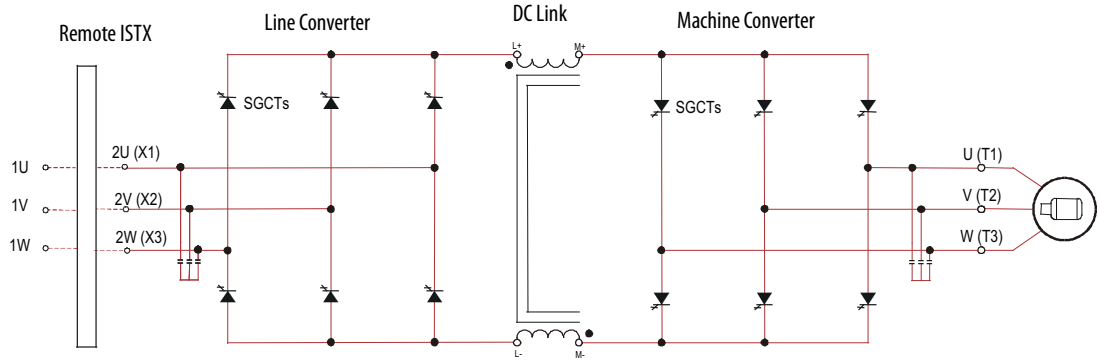 Remote ISTX
Line Converter
DC Link
Machine Converter
L+
M+
SGCTs
SGCTs
1U
2U (X1)
U (T1)
1V
2V (X2)
V (T2)
1W
2W (X3)
W (T3)
L-
M-